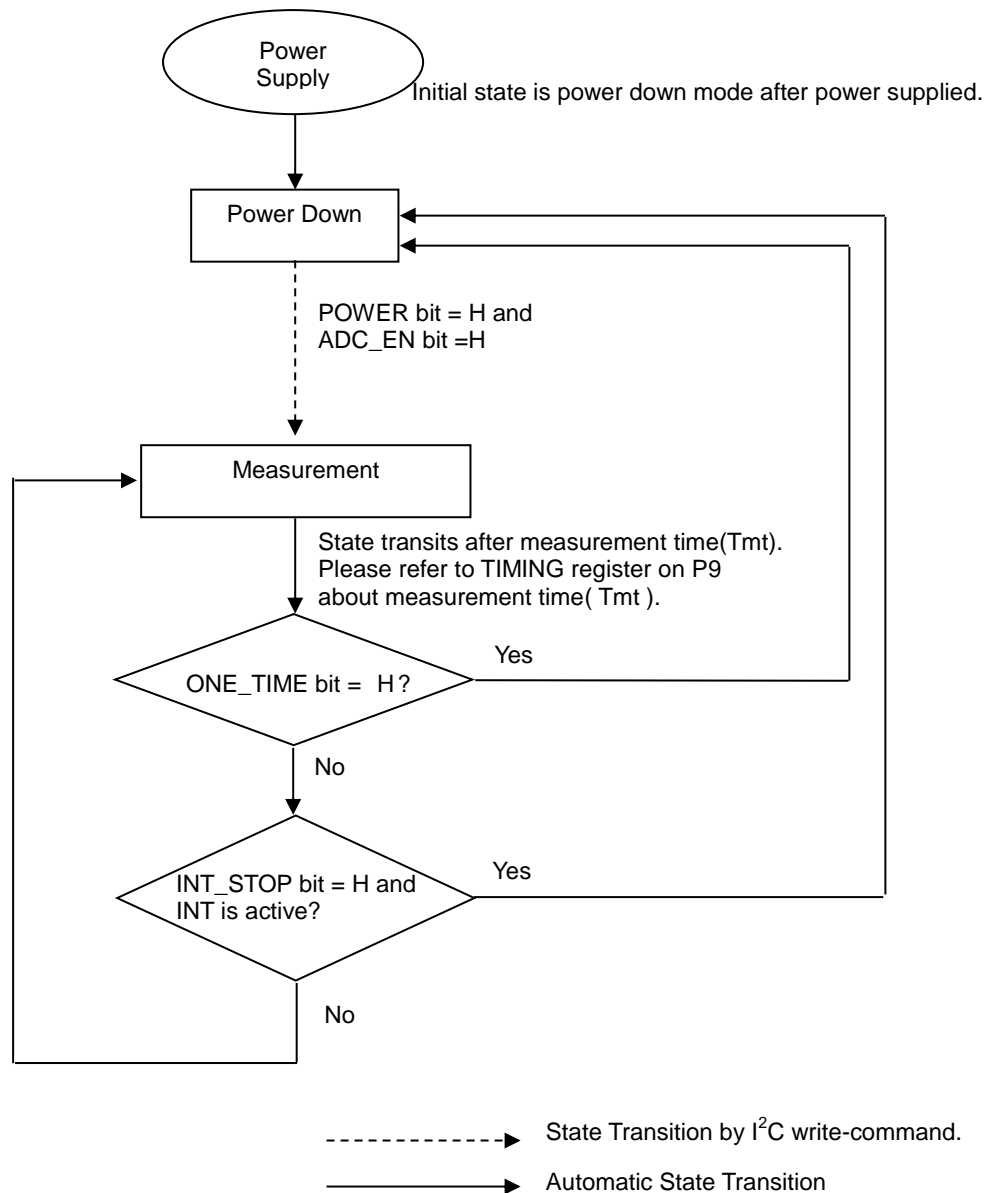 Power
Supply
Initial state is power down mode after power supplied.
Power Down
POWER bit = H and
ADC_EN bit =H
Measurement
State transits after measurement time(Tmt).
Please refer to TIMING register on P9
about measurement time( Tmt ).
ONE_TIME bit =  H ?
Yes
No
INT_STOP bit = H and
INT is active?
Yes
No
State Transition by I²C write-command.
Automatic State Transition